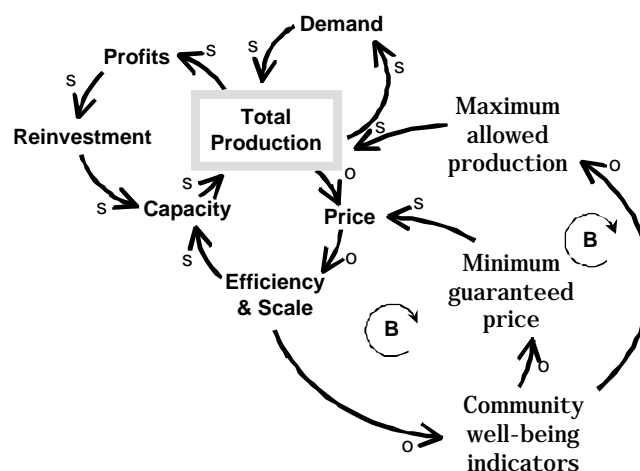 Demand
s
s
Profits
s
s
Total
Production
Maximum
allowed
production
s
Reinvestment
s
s
Capacity
o
Price
s
o
o
B
s
Efficiency
& Scale
Minimum
guaranteed
price
B
o
Community
well-being
indicators
o